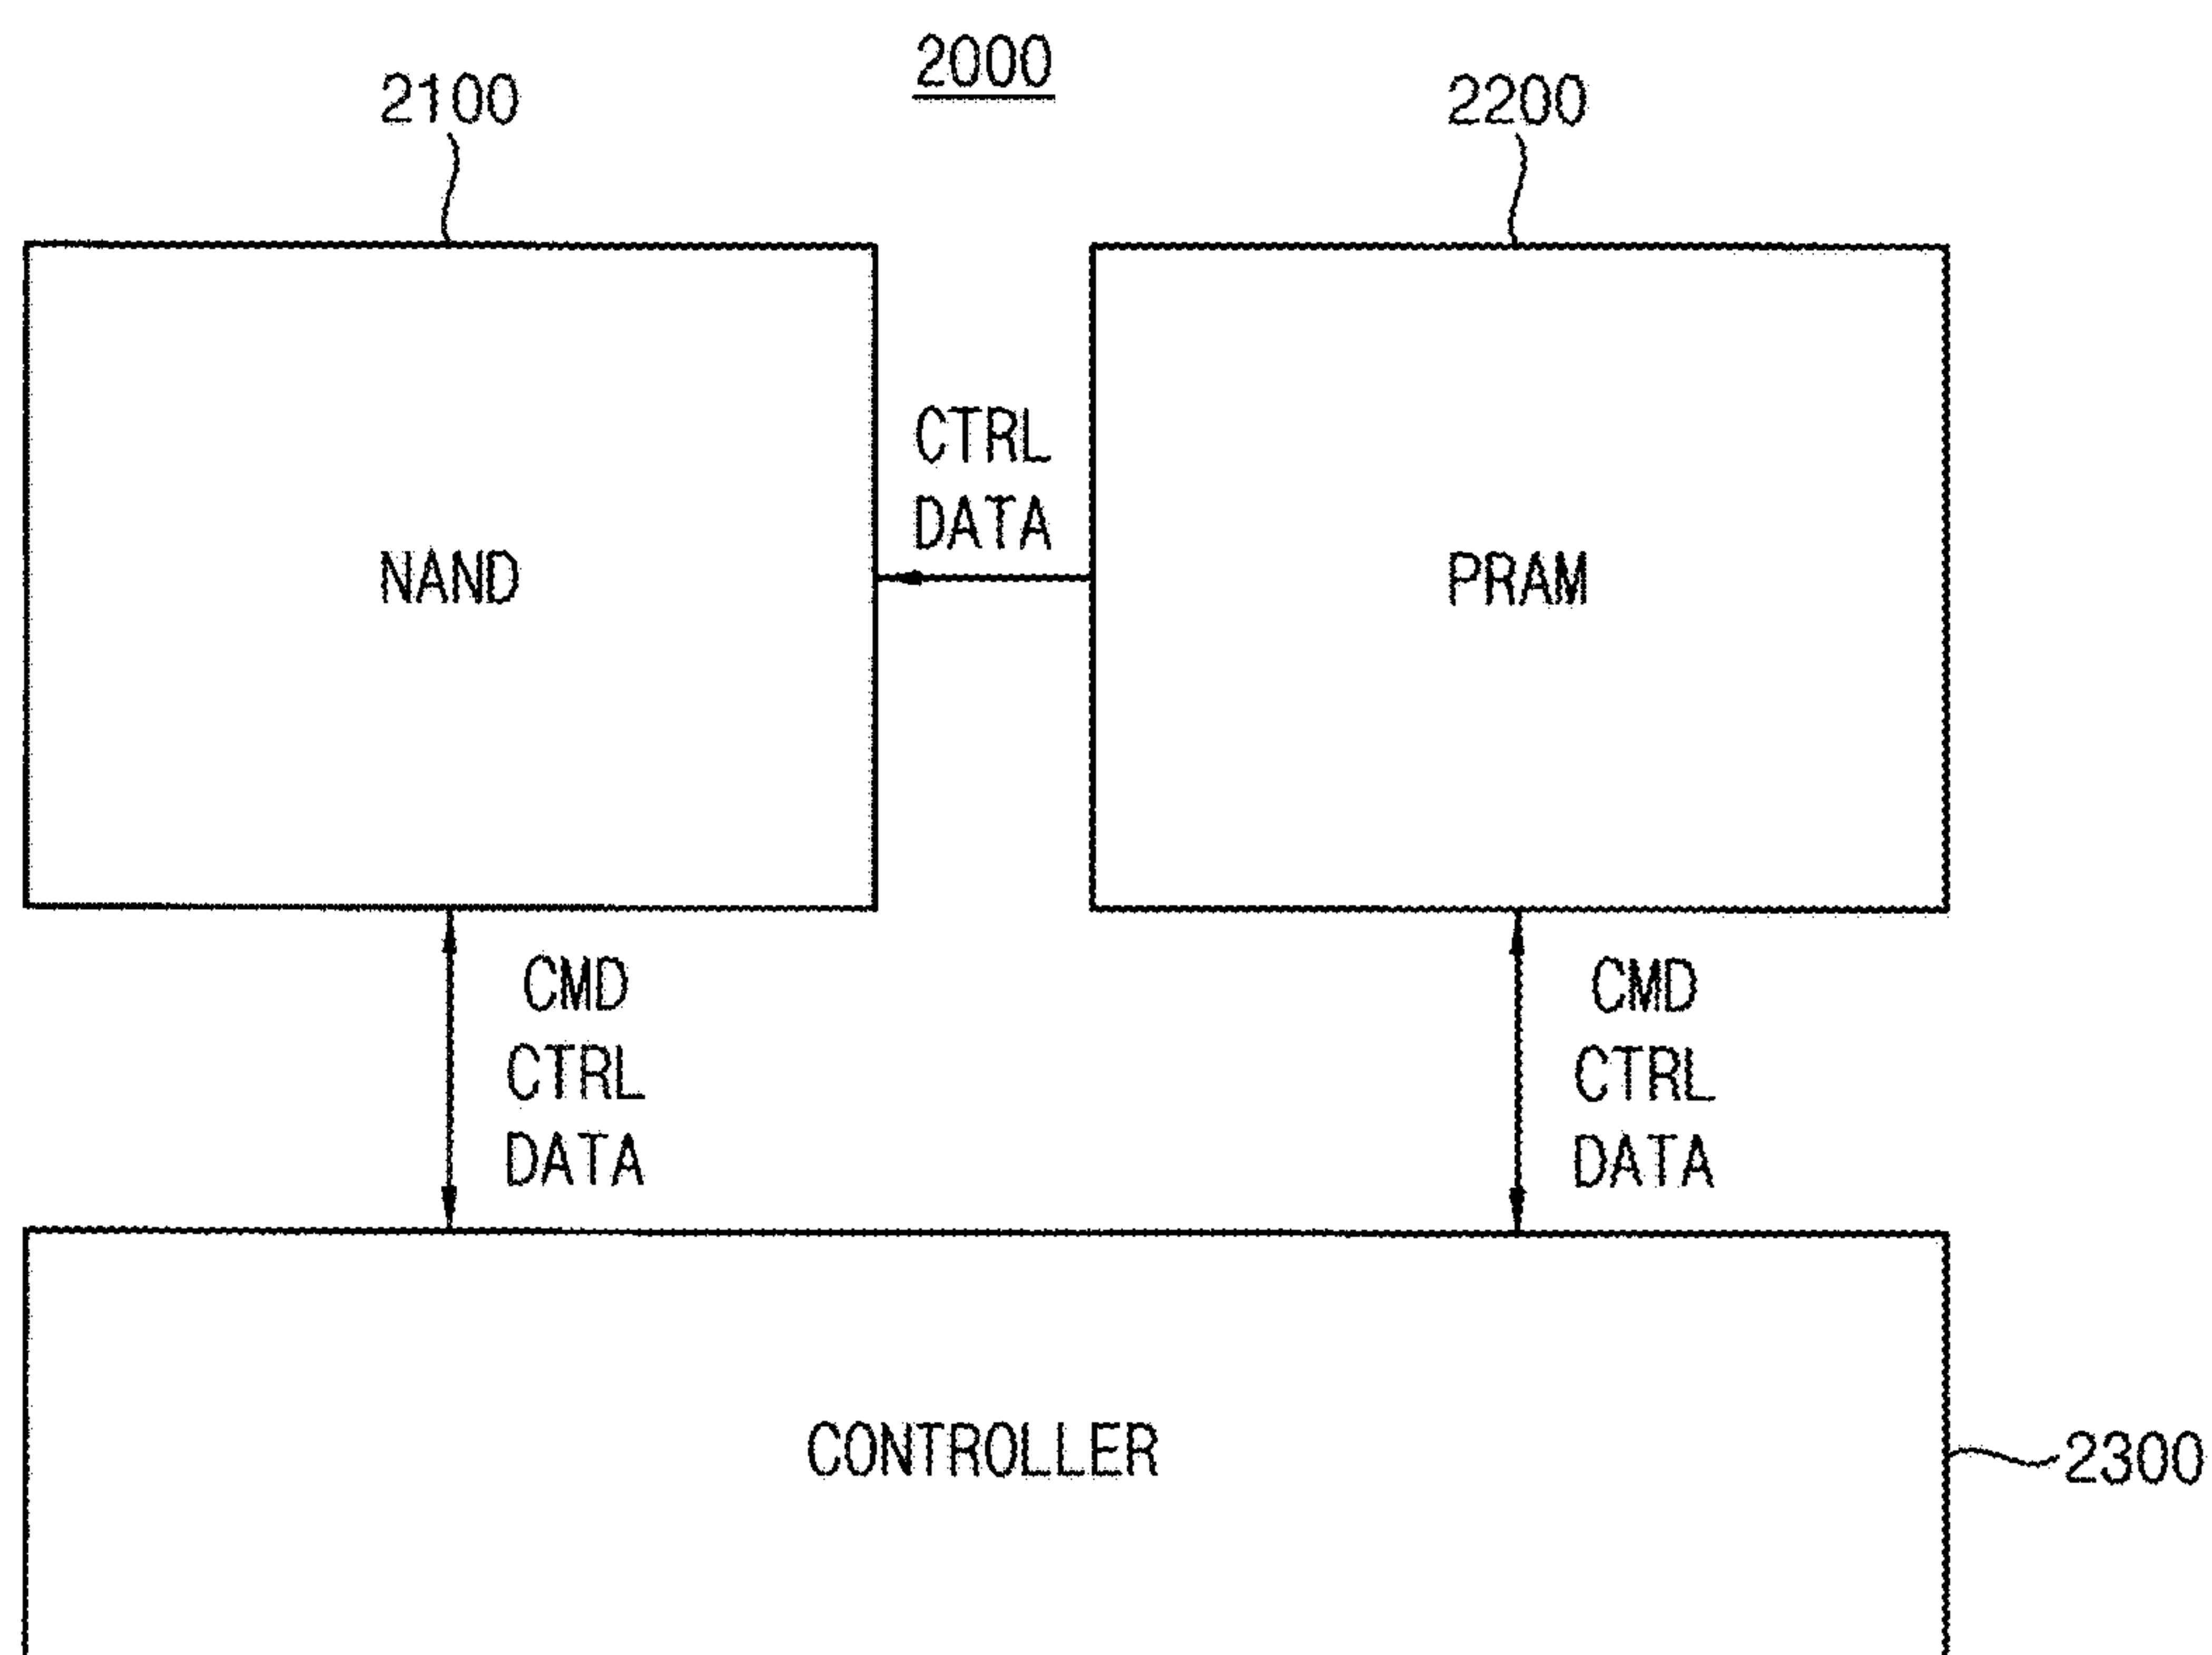 2000
2100
2200
CTRL
DATA
NAND
PRAM
CMD
CTRL
DATA
CMD
CTRL
DATA
CONTROLLER
2300